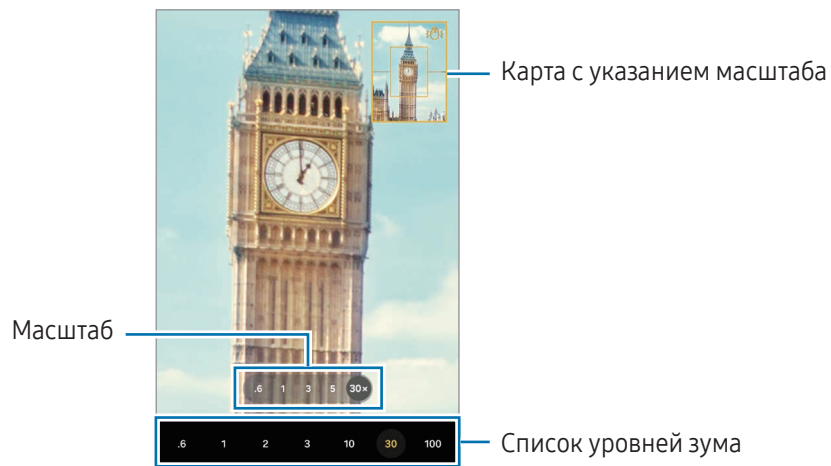 Карта с указанием масштаба
Масштаб
.6 1 3 5 30×
.6 1 2 3 10 30 100
Список уровней зума